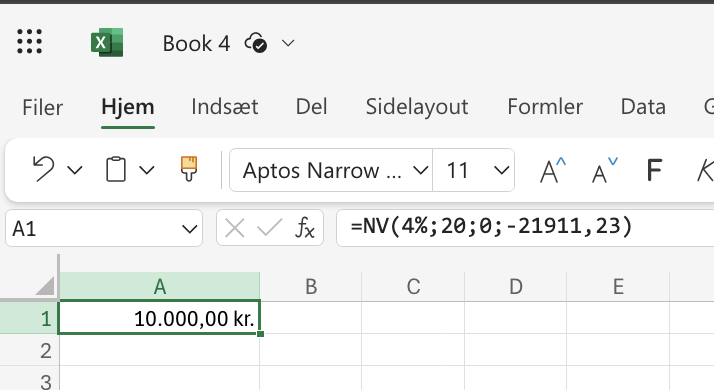 X Book 4
Filer Hjem Indsæt Del Sidelayout Formler Data
Aptos Narrow ... 11 A A F K
A1 fx =NV(4%;20;0;-21911,23)
A B C D E
1 10.000,00 kr.
2
3